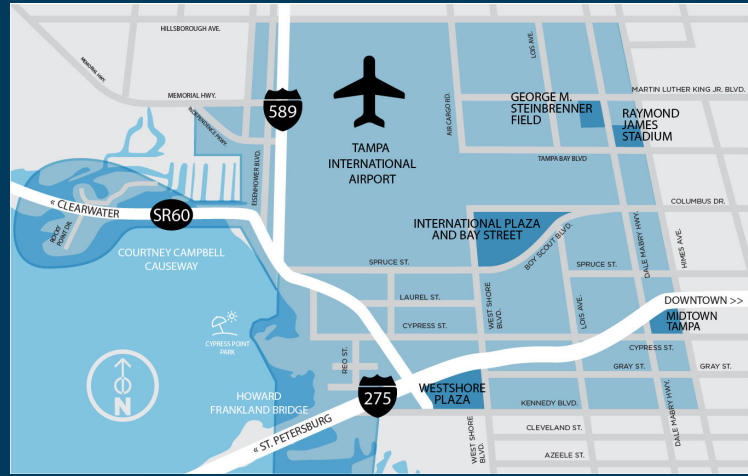 HILLSBOROUGH AVE.
MEMORIAL HWY.
MEMORIAL HWY.
INDEPENDENCE PKWY.
589
EISENHOWER BLVD.
TAMPA
INTERNATIONAL
AIRPORT
AIR CARGO RD.
LOIS AVE.
GEORGE M.
STEINBRENNER
FIELD
MARTIN LUTHER KING JR. BLVD.
RAYMOND
JAMES
STADIUM
TAMPA BAY BLVD
« CLEARWATER
SR60
ROCKY
POINT DR.
COURTNEY CAMPBELL
CAUSEWAY
COLUMBUS DR.
INTERNATIONAL PLAZA
AND BAY STREET
BOY SCOUT BLVD.
DALE MABRY HWY.
HIMES AVE.
SPRUCE ST.
SPRUCE ST.
LAUREL ST.
WEST SHORE
BLVD.
LOIS AVE.
DOWNTOWN >>
MIDTOWN
TAMPA
CYPRESS ST.
CYPRESS ST.
CYPRESS POINT
PARK
REO ST.
GRAY ST.
GRAY ST.
N
HOWARD
FRANKLAND BRIDGE
275
WESTSHORE
PLAZA
KENNEDY BLVD.
« ST. PETERSBURG
WEST SHORE
BLVD.
CLEVELAND ST.
DALE MABRY HWY.
AZEELE ST.